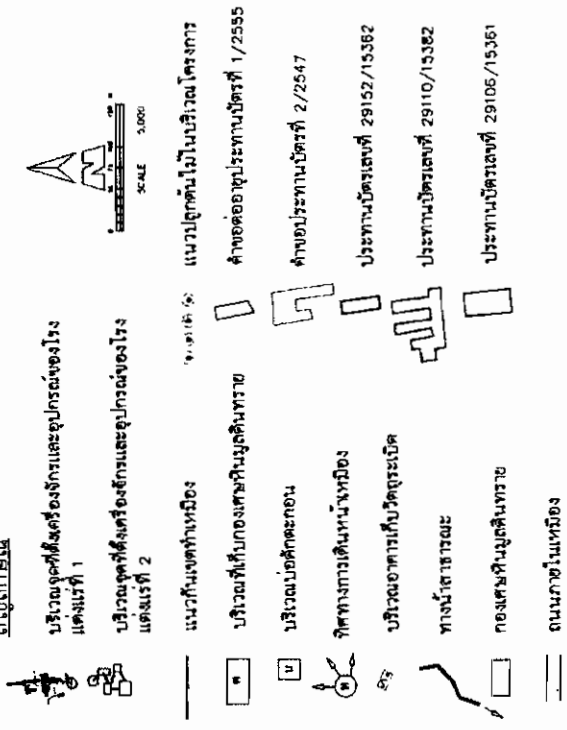 บริเวณจุดที่ตั้งเครื่องจักรและอุปกรณ์ของโรง
แต่งแร่ที่ 1
บริเวณจุดที่ตั้งเครื่องจักรและอุปกรณ์ของโรง
แต่งแร่ที่ 2
แนวกันเขตทำเหมือง
บริเวณที่เก็บกองเศษหินมูลดินทราย
บริเวณบ่อดักตะกอน
ทิศทางการเดินหน้าเหมือง
บริเวณอาคารเก็บวัตถุระเบิด
ทางน้ำสาธารณะ
กองเศษหินมูลดินทราย
ถนนภายในเหมือง
N
SCALE 5,000
แนวปลูกต้นไม้ในบริเวณโครงการ
คำขอต่ออายุประทานบัตรที่ 1/2555
คำขอประทานบัตรที่ 2/2547
ประทานบัตรเลขที่ 29152/15362
ประทานบัตรเลขที่ 29110/15382
ประทานบัตรเลขที่ 29106/15361